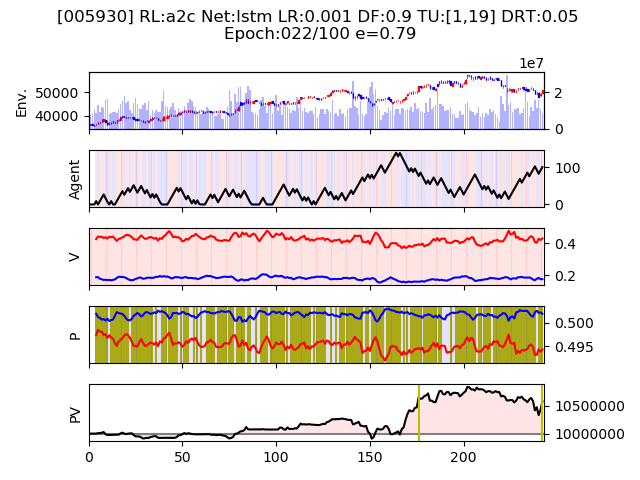 [005930] RL:a2c Net:lstm LR:0.001 DF:0.9 TU:[1,19] DRT:0.05
Epoch:022/100 e=0.79
1e7
Env.
50000
40000
2
0
Agent
100
0
V
0.4
0.2
P
0.500
0.495
PV
10500000
10000000
0 50 100 150 200